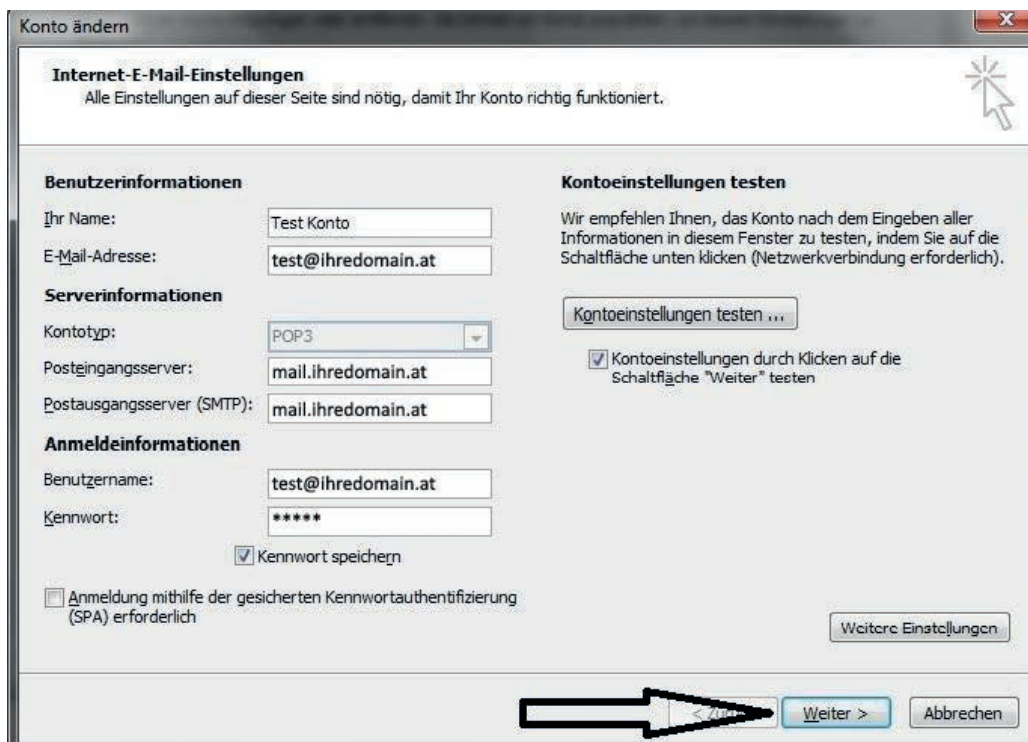 Konto ändern
Internet-E-Mail-Einstellungen
Alle Einstellungen auf dieser Seite sind nötig, damit Ihr Konto richtig funktioniert.
Benutzerinformationen
Ihr Name:
Test Konto
E-Mail-Adresse:
test@ihredomain.at
Serverinformationen
Kontotyp:
POP3
Posteingangsserver:
mail.ihredomain.at
Postausgangsserver (SMTP):
mail.ihredomain.at
Anmeldeinformationen
Benutzername:
test@ihredomain.at
Kennwort:
*****
Kennwort speichern
Anmeldung mithilfe der gesicherten Kennwortauthentifizierung
(SPA) erforderlich
Kontoeinstellungen testen
Wir empfehlen Ihnen, das Konto nach dem Eingeben aller
Informationen in diesem Fenster zu testen, indem Sie auf die
Schaltfläche unten klicken (Netzwerkverbindung erforderlich).
Kontoeinstellungen testen ...
Kontoeinstellungen durch Klicken auf die
Schaltfläche "Weiter" testen
Weitere Einstellungen
Weiter >
Abbrechen